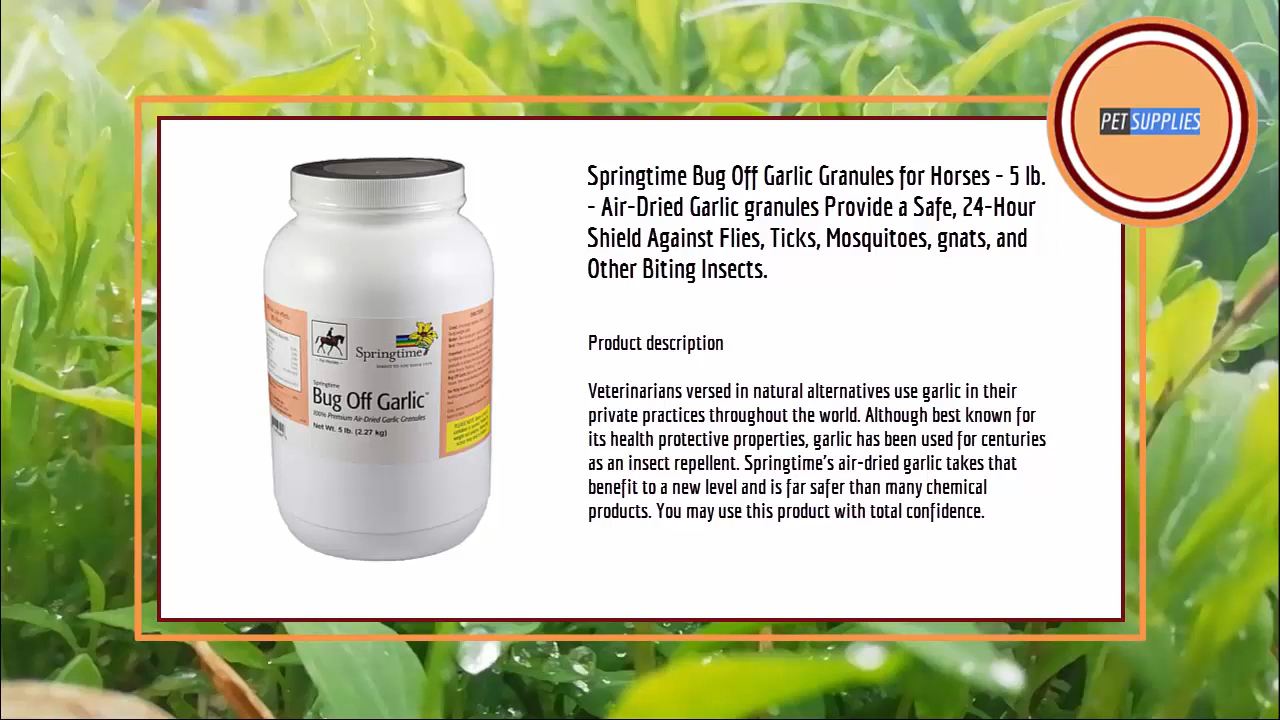 PET SUPPLIES
Springtime Bug Off Garlic Granules for Horses - 5 lb.
- Air-Dried Garlic granules Provide a Safe, 24-Hour
Shield Against Flies, Ticks, Mosquitoes, gnats, and
Other Biting Insects.
Product description
Veterinarians versed in natural alternatives use garlic in their
private practices throughout the world. Although best known for
its health protective properties, garlic has been used for centuries
as an insect repellent. Springtime's air-dried garlic takes that
benefit to a new level and is far safer than many chemical
products. You may use this product with total confidence.
Springtime
Springtime
Bug Off Garlic™
100% Premium Air-Dried Garlic Granules
Net Wt. 5 lb. (2.27 kg)